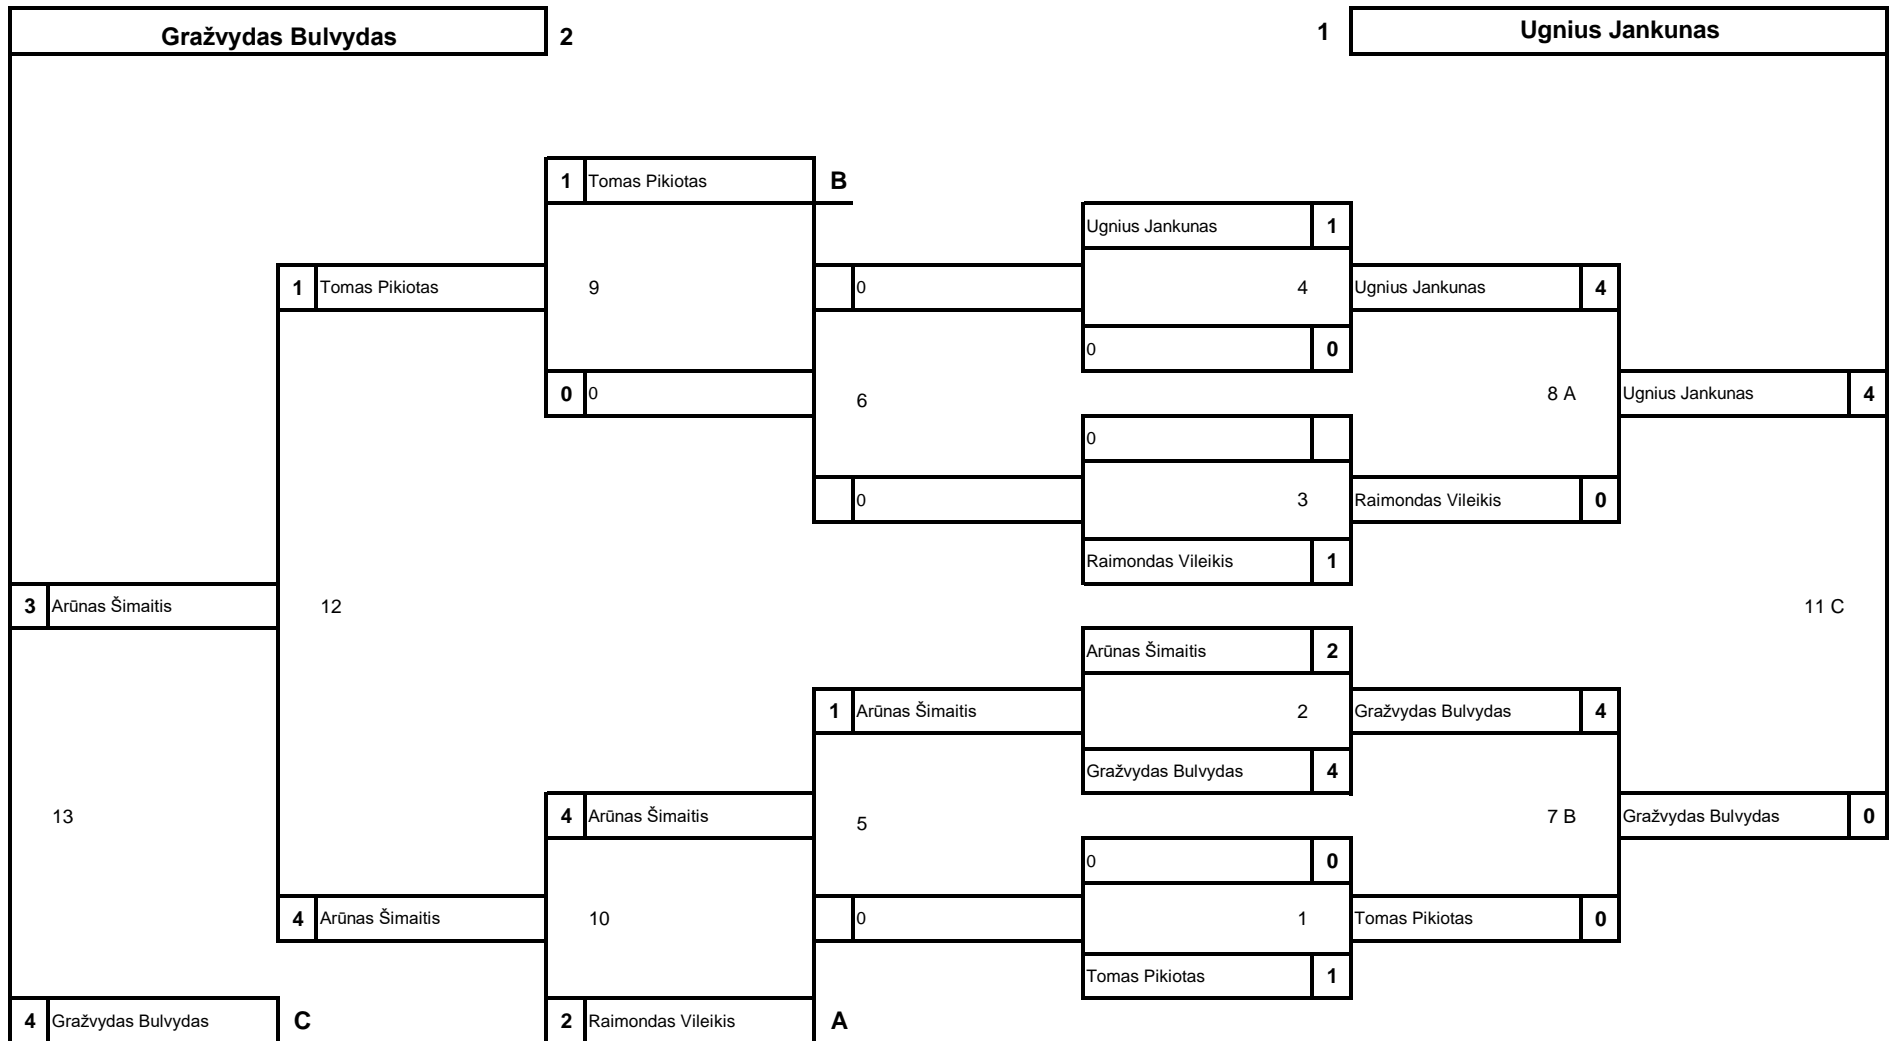 Gražvydas Bulvydas 2 1 Ugnius Jankunas
1 Tomas Pikiotas B
Ugnius Jankunas 1
1 Tomas Pikiotas 9 0 4 Ugnius Jankunas 4
0 0
0 0 6 8 A Ugnius Jankunas 4
0
0 3 Raimondas Vileikis 0
Raimondas Vileikis 1
3 Arūnas Šimaitis 12 11 C
Arūnas Šimaitis 2
1 Arūnas Šimaitis 2 Gražvydas Bulvydas 4
Gražvydas Bulvydas 4
13 4 Arūnas Šimaitis 5 7 B Gražvydas Bulvydas 0
0 0
4 Arūnas Šimaitis 10 0 1 Tomas Pikiotas 0
Tomas Pikiotas 1
4 Gražvydas Bulvydas C 2 Raimondas Vileikis A